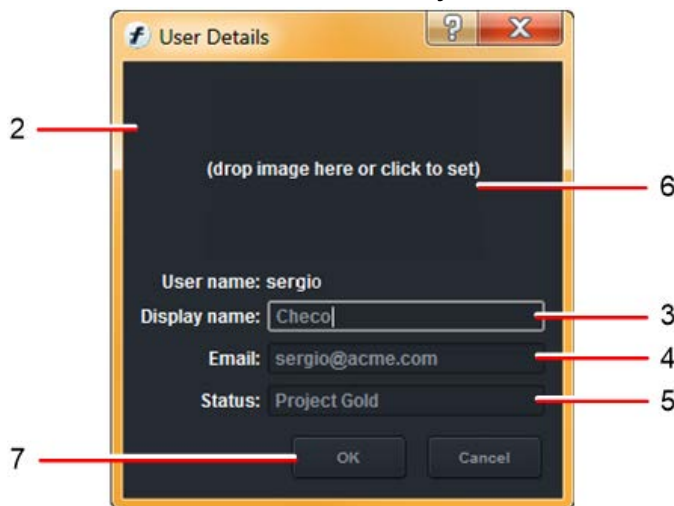 User Details
?
X
2
(drop image here or click to set)
6
User name: sergio
Display name: Checo
3
Email: sergio@acme.com
4
Status: Project Gold
5
7
OK Cancel